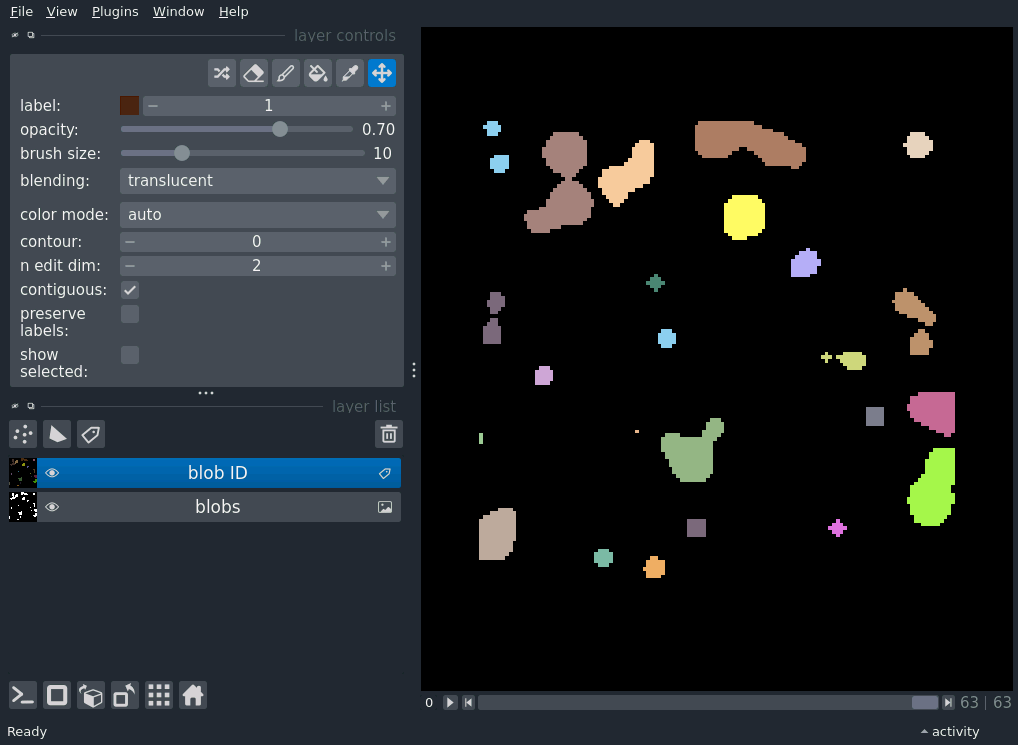 File View Plugins Window Help
layer controls
label: 1
opacity: 0.70
brush size: 10
blending: translucent
color mode: auto
contour: 0
n edit dim: 2
contiguous:
preserve
labels:
show
selected:
layer list
blob ID
blobs
0 63 | 63
Ready activity